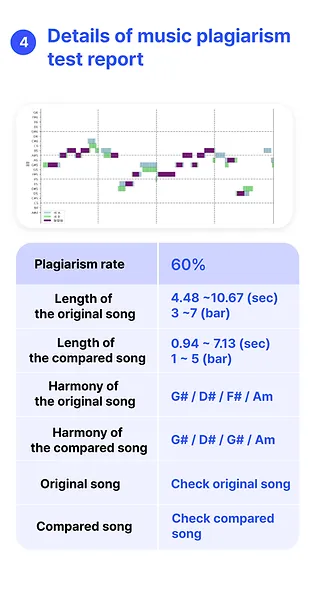 4
Details of music plagiarism
test report
Plagiarism rate
60%
Length of
the original song
4.48 ~10.67 (sec)
3 ~7 (bar)
Length of
the compared song
0.94 ~ 7.13 (sec)
1 ~ 5 (bar)
Harmony of
the original song
G# / D# / F# / Am
Harmony of
the compared song
G# / D# / G# / Am
Original song
Check original song
Compared song
Check compared
song